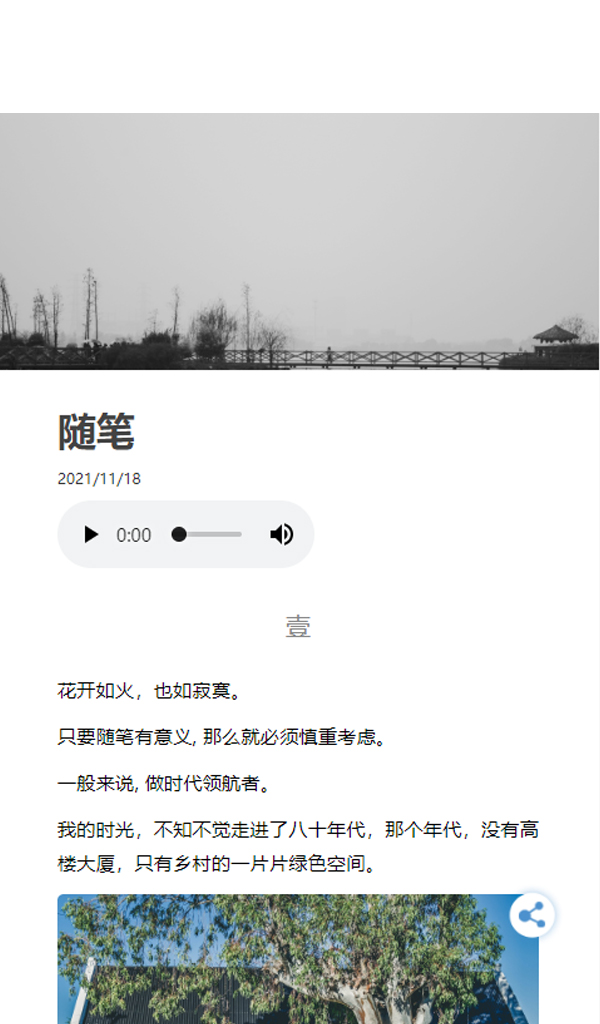 随笔
2021/11/18
0:00
壹
花开如火，也如寂寞。
只要随笔有意义, 那么就必须慎重考虑。
一般来说, 做时代领航者。
我的时光，不知不觉走进了八十年代，那个年代，没有高
楼大厦，只有乡村的一片片绿色空间。